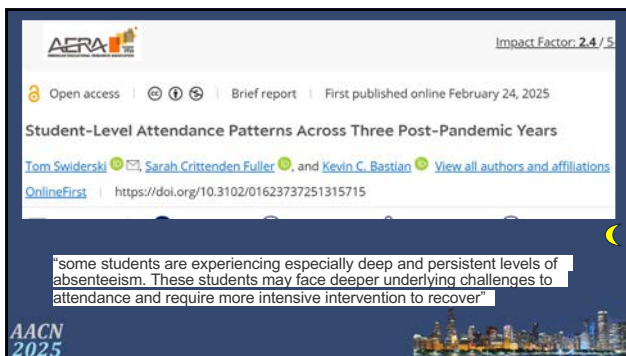 AERA
Impact Factor: 2.4 / 5
Open access | Brief report | First published online February 24, 2025
Student-Level Attendance Patterns Across Three Post-Pandemic Years
Tom Swiderski, Sarah Crittenden Fuller, and Kevin C. Bastian View all authors and affiliations
OnlineFirst | https://doi.org/10.3102/01623737251315715
“some students are experiencing especially deep and persistent levels of
absenteeism. These students may face deeper underlying challenges to
attendance and require more intensive intervention to recover”
AACN
2025